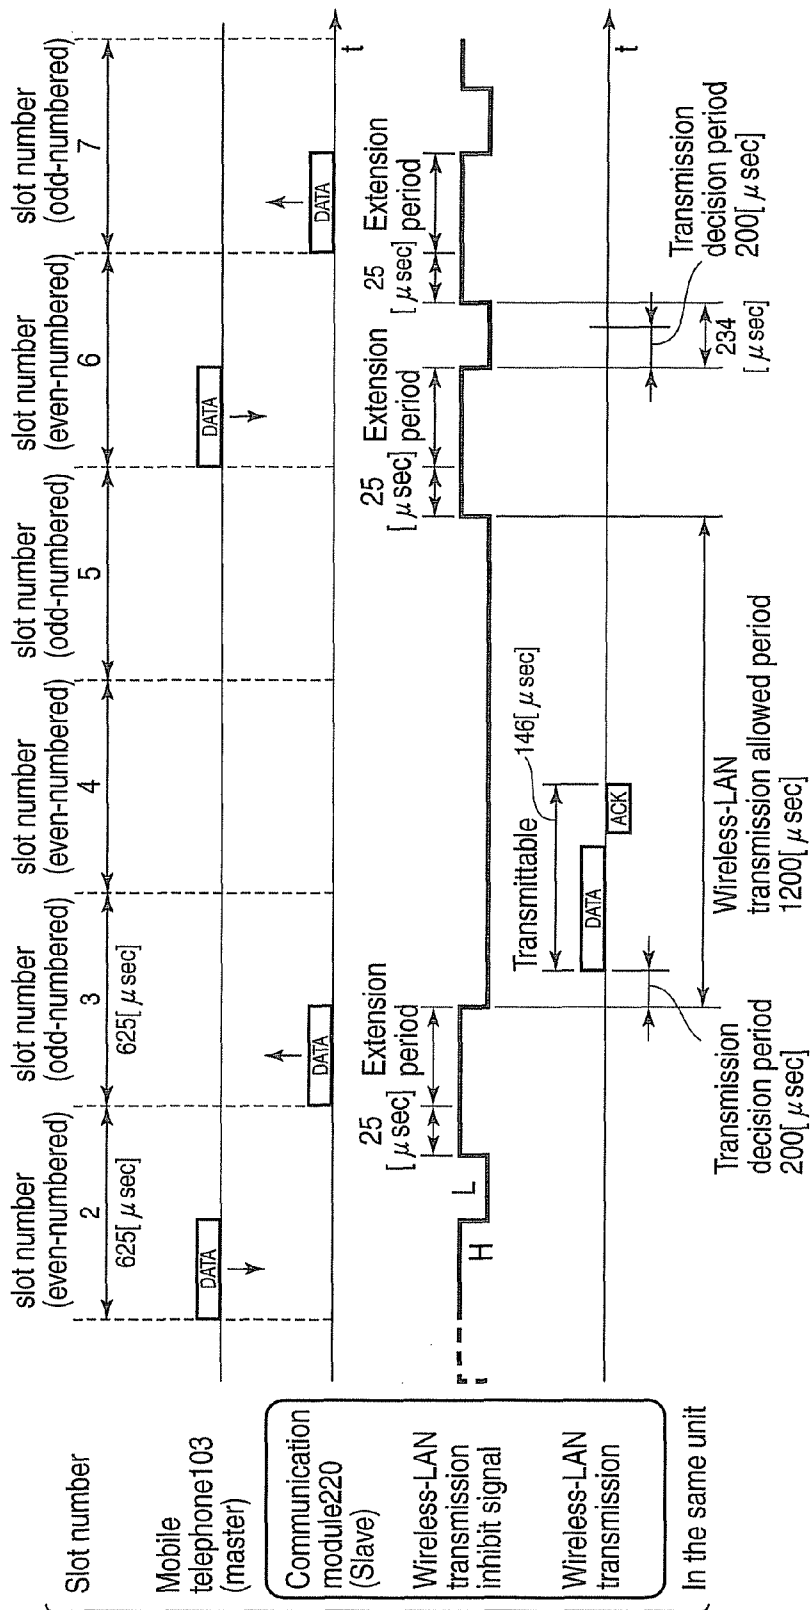 Slot number
slot number
(even-numbered)
2
625[μsec]
slot number
(odd-numbered)
3
625[μsec]
slot number
(even-numbered)
4
slot number
(odd-numbered)
5
slot number
(even-numbered)
6
slot number
(odd-numbered)
7
Mobile
telephone103
(master)
DATA
DATA
Communication
module220
(Slave)
DATA
DATA
t
Wireless-LAN
transmission
inhibit signal
H
L
25
[μsec]
Extension
period
25
[μsec]
Extension
period
25
[μsec]
Extension
period
Wireless-LAN
transmission
Transmittable
146[μsec]
DATA
ACK
t
Transmission
decision period
200[μsec]
Wireless-LAN
transmission allowed period
1200[μsec]
234
[μsec]
Transmission
decision period
200[μsec]
In the same unit